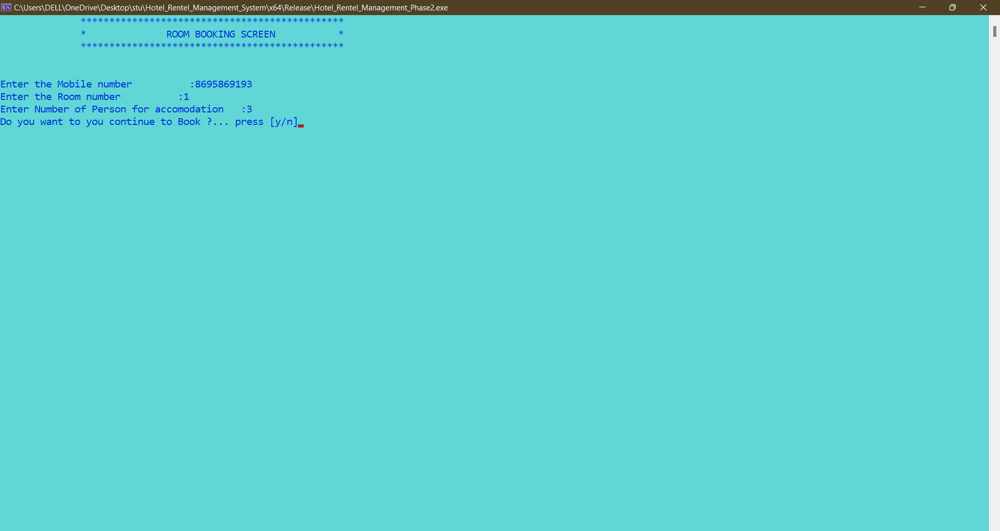 C:\Users\DELL\OneDrive\Desktop\stu\Hotel_Rentel_Management_System\x64\Release\Hotel_Rentel_Management_Phase2.exe
**********************************************
* ROOM BOOKING SCREEN *
**********************************************
Enter the Mobile number :8695869193
Enter the Room number :1
Enter Number of Person for accomodation :3
Do you want to you continue to Book ?... press [y/n]